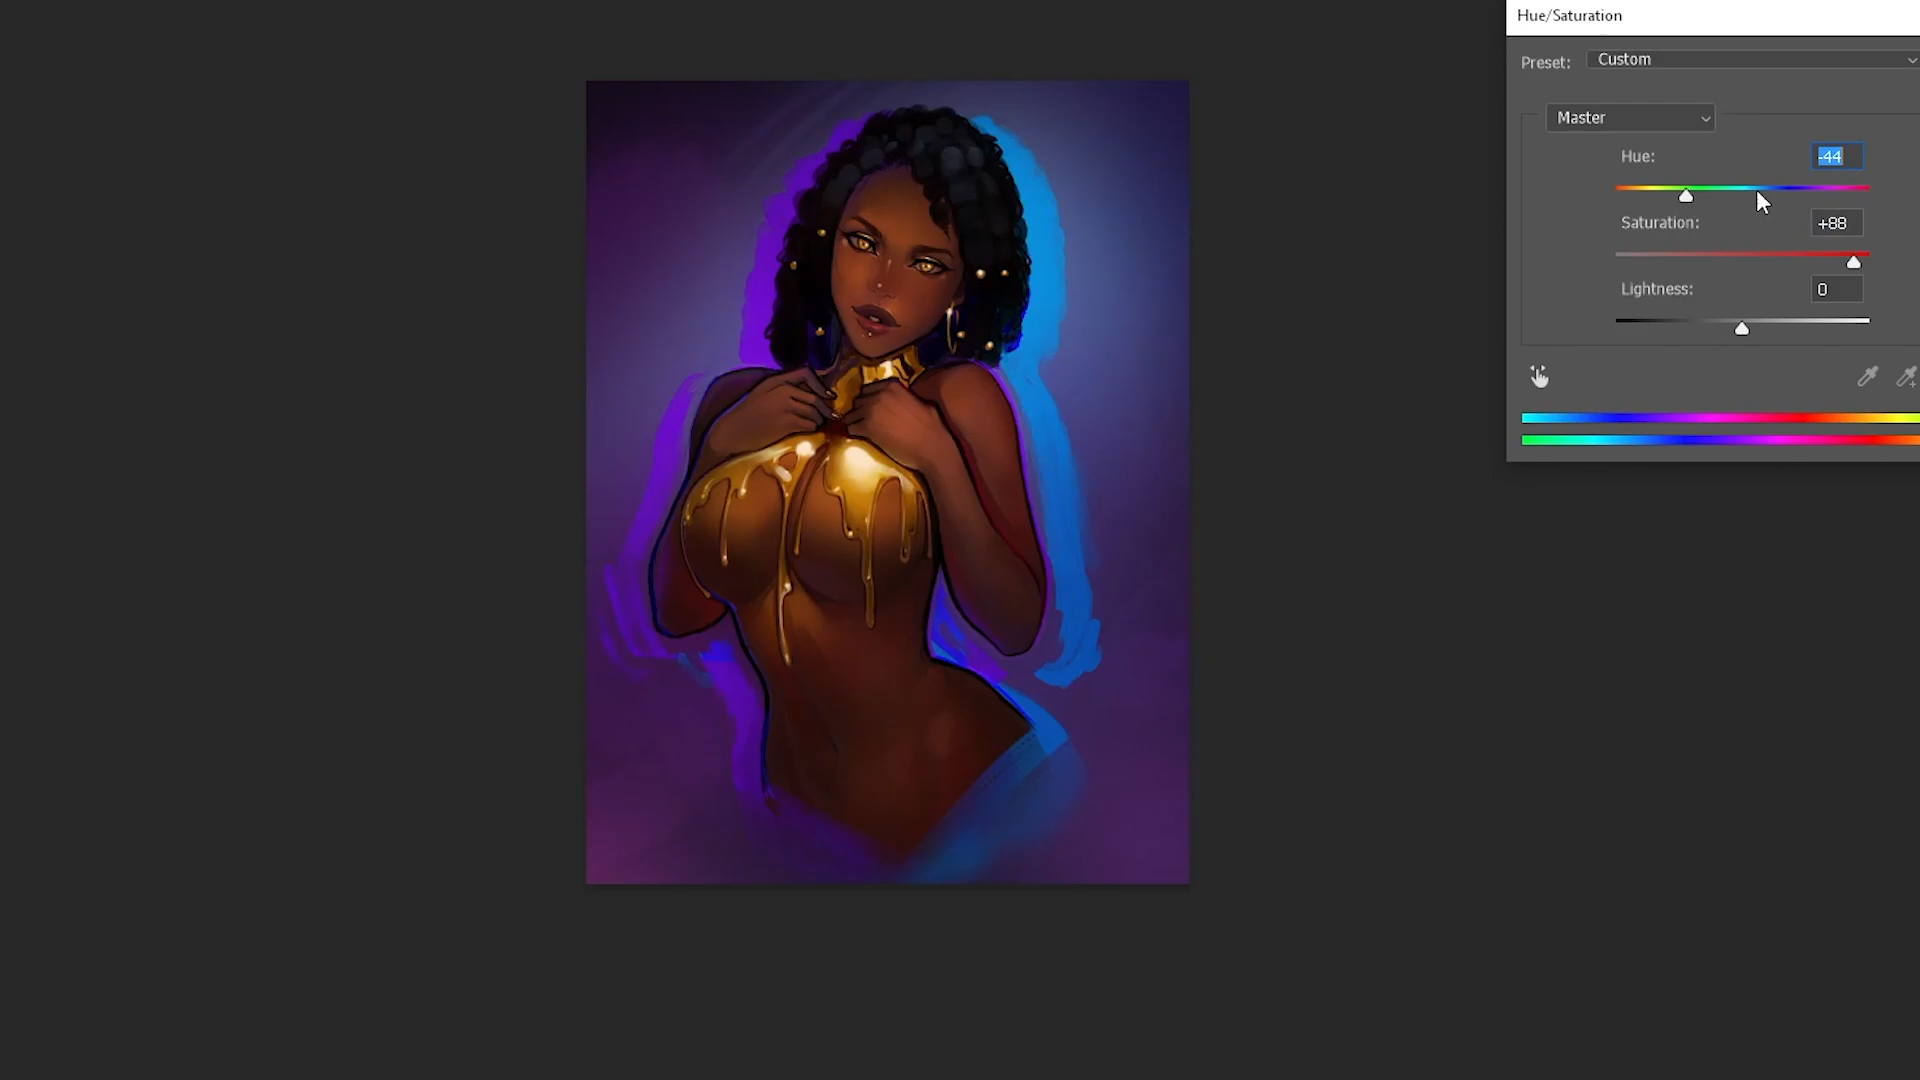 Hue/Saturation
Preset: Custom
Master
Hue: -44
Saturation: +88
Lightness: 0